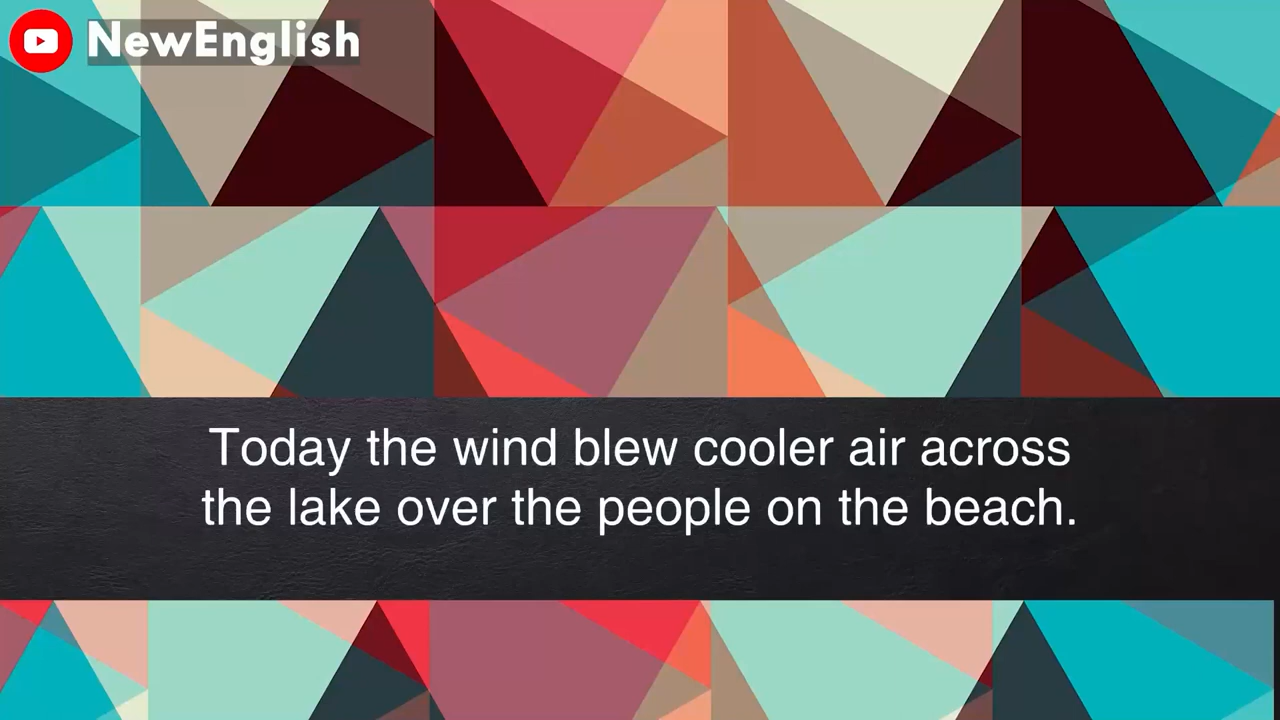 NewEnglish
Today the wind blew cooler air across
the lake over the people on the beach.